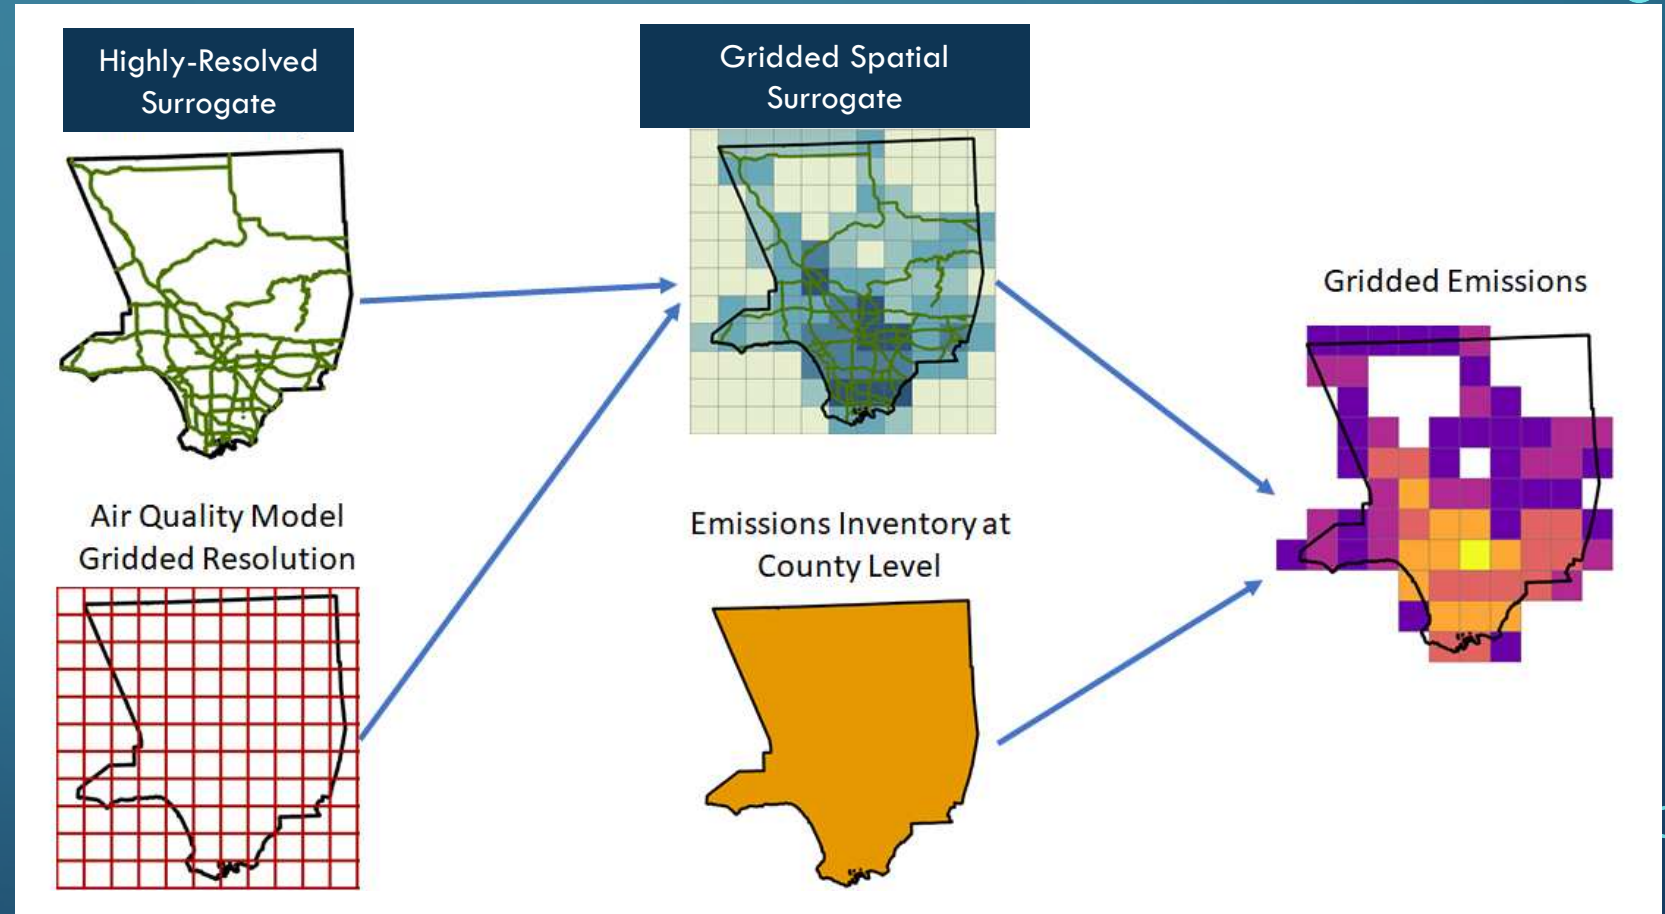 Highly-Resolved
Surrogate
Gridded Spatial
Surrogate
Gridded Emissions
Air Quality Model
Gridded Resolution
Emissions Inventory at
County Level